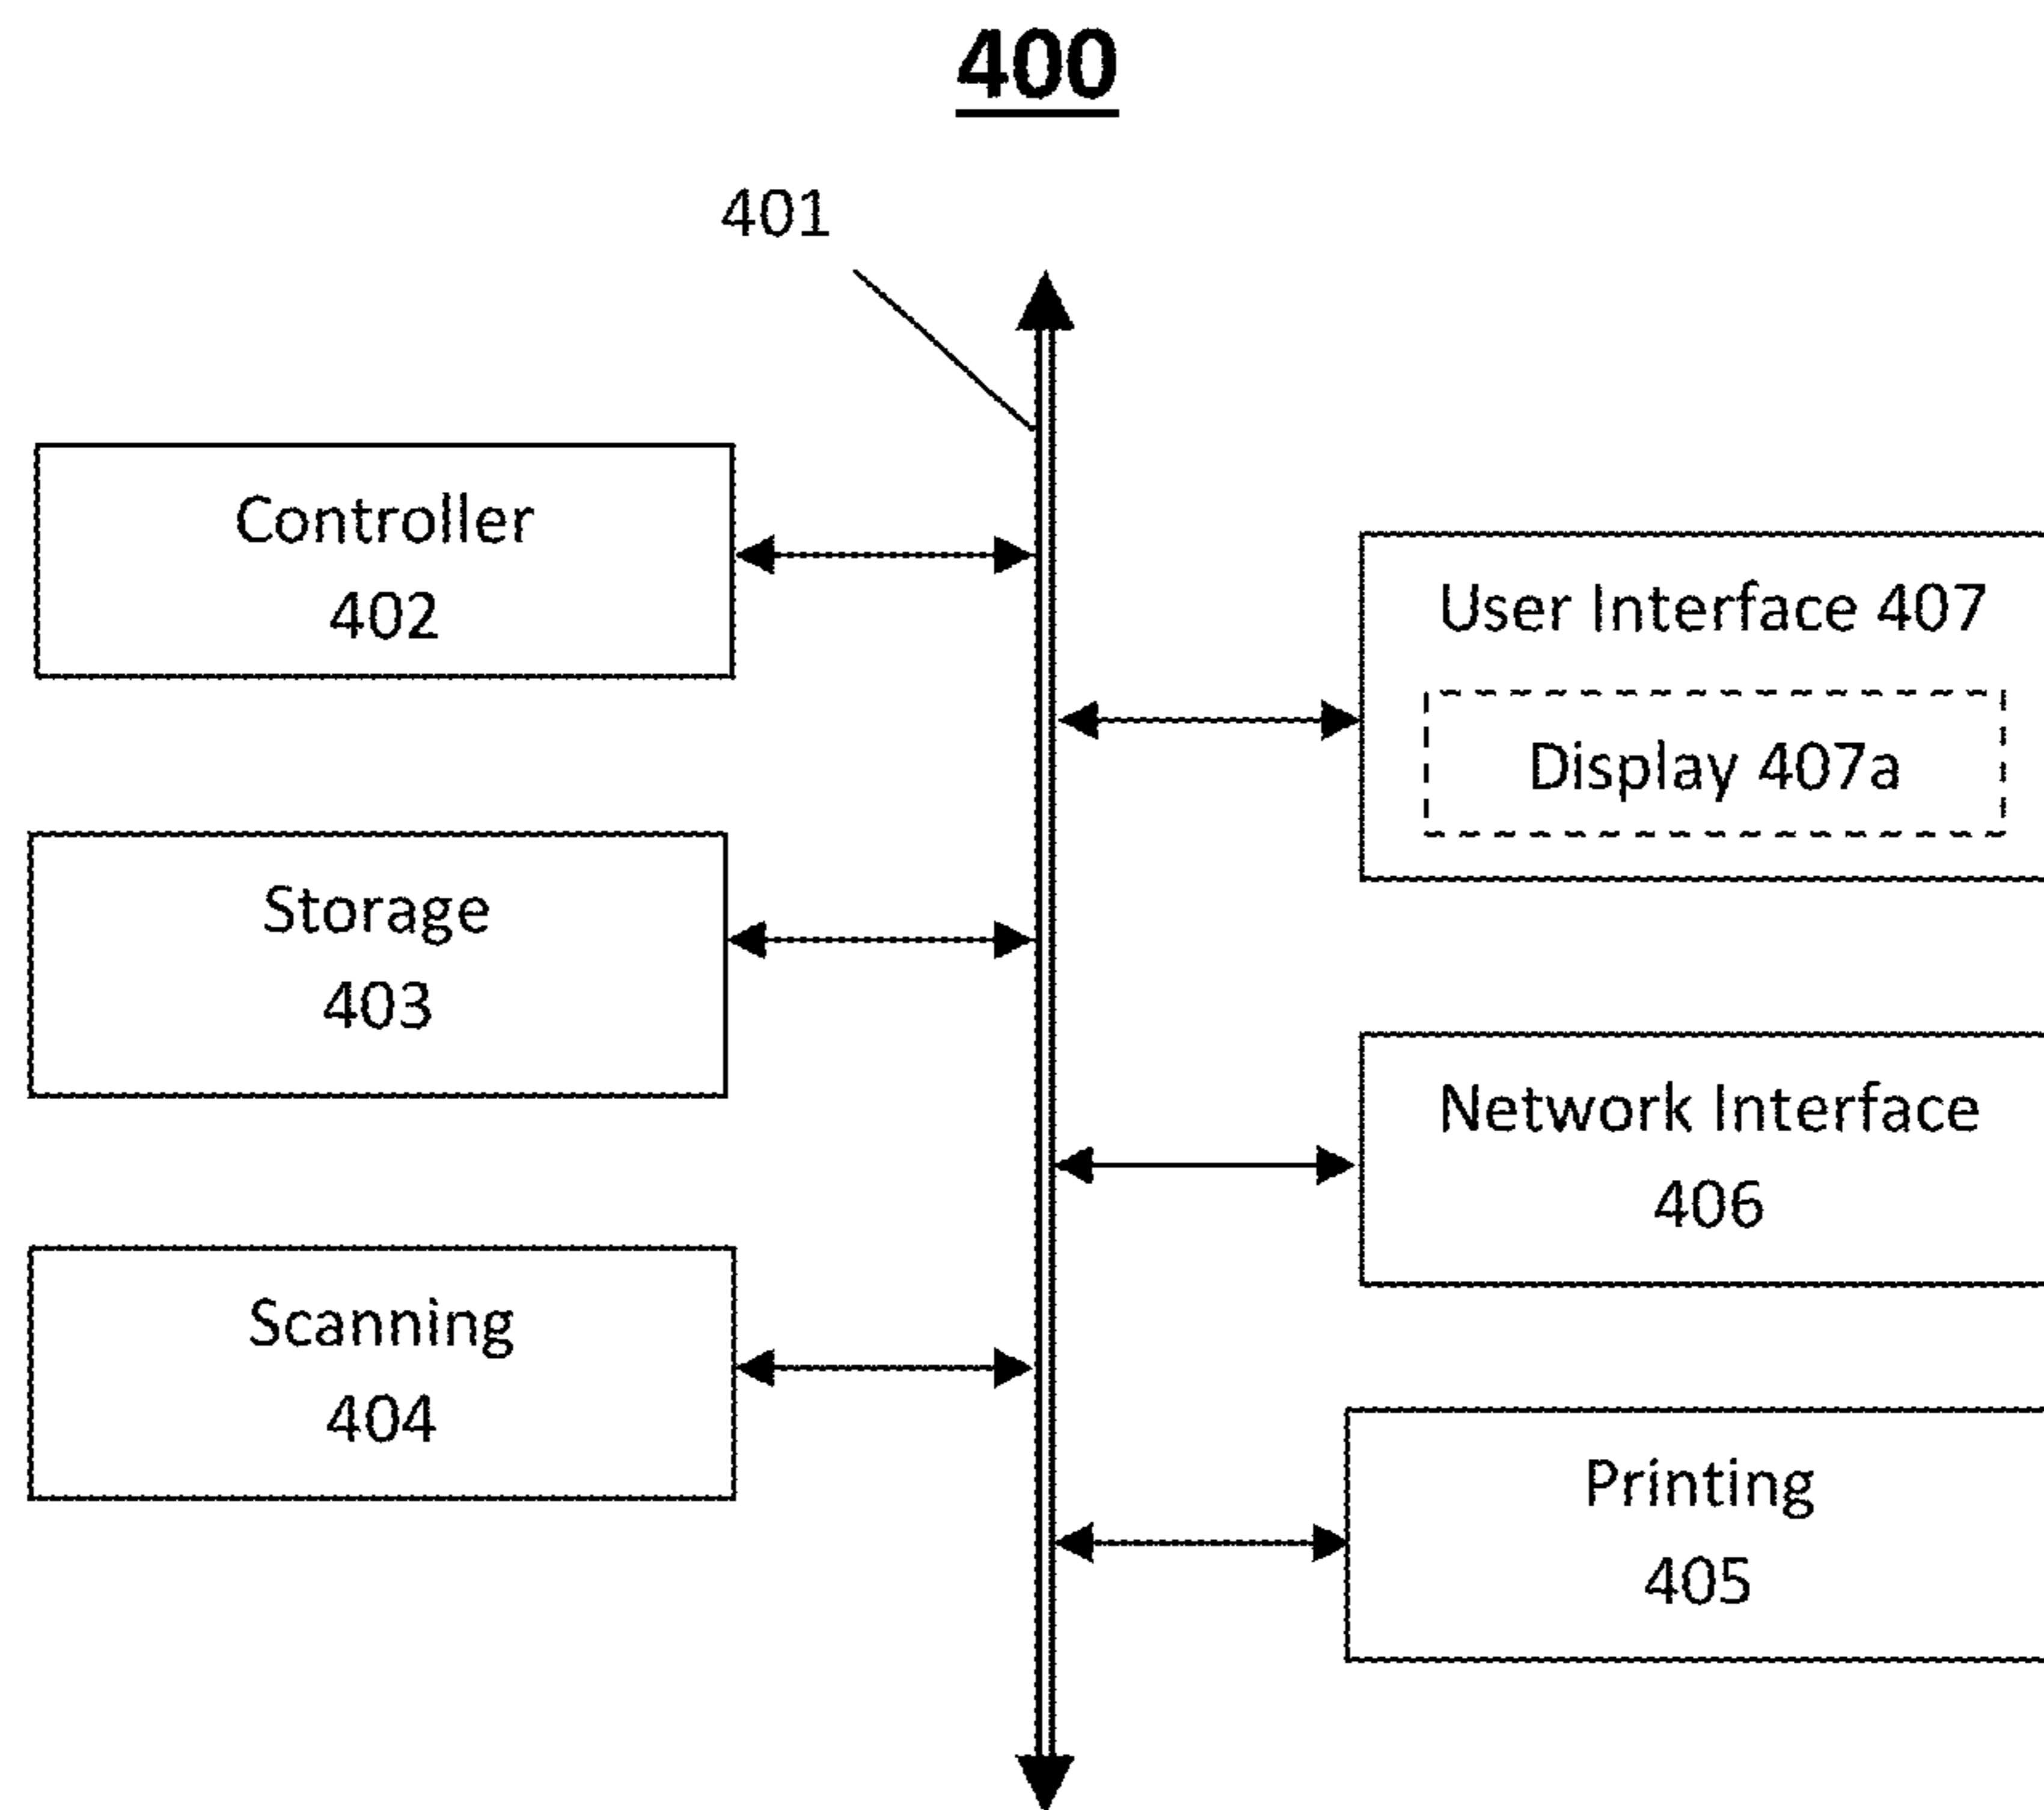 400
401
Controller
402
User Interface 407
Display 407a
Storage
403
Network Interface
406
Scanning
404
Printing
405